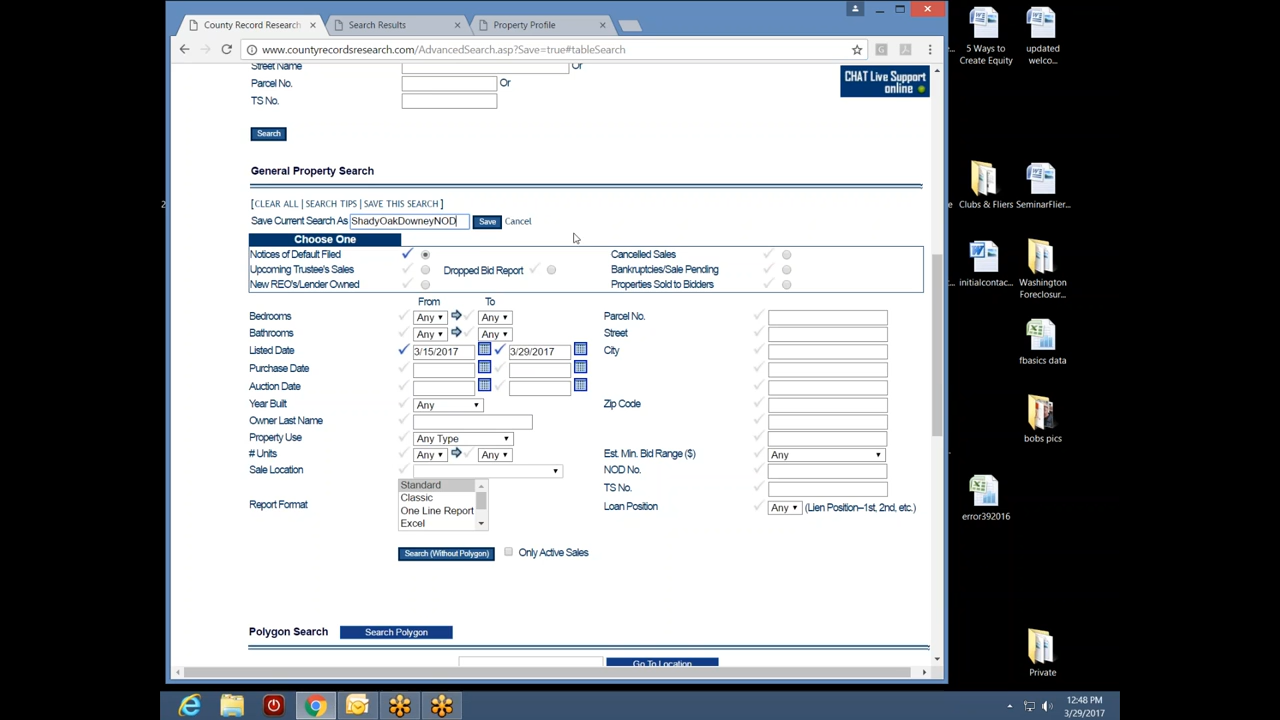 County Record Research
Search Results
Property Profile
www.countyrecordsresearch.com/AdvancedSearch.asp?Save=true#tableSearch
Street Name
Or
Parcel No.
Or
TS No.
CHAT Live Support
online
Search
General Property Search
[CLEAR ALL | SEARCH TIPS | SAVE THIS SEARCH ]
Save Current Search As ShadyOakDowneyNOD Save Cancel
Choose One
Notices of Default Filed
Cancelled Sales
Upcoming Trustee's Sales
Dropped Bid Report
Bankruptcies/Sale Pending
New REO's/Lender Owned
Properties Sold to Bidders
From To
Bedrooms Any Any
Parcel No.
Bathrooms Any Any
Street
Listed Date 3/15/2017 3/29/2017
City
Purchase Date
Auction Date
Year Built Any
Zip Code
Owner Last Name
Property Use Any Type
# Units Any Any
Est. Min. Bid Range ($) Any
Sale Location
NOD No.
Standard
TS No.
Classic
Report Format
One Line Report
Loan Position Any (Lien Position–1st, 2nd, etc.)
Excel
Search (Without Polygon) Only Active Sales
Polygon Search Search Polygon
Go To Location
5 Ways to
Create Equity
updated
welco...
Clubs & Fliers
SeminarFlier...
initialcontac...
Washington
Foreclosur...
fbasics data
bobs pics
error392016
Private
12:48 PM
3/29/2017